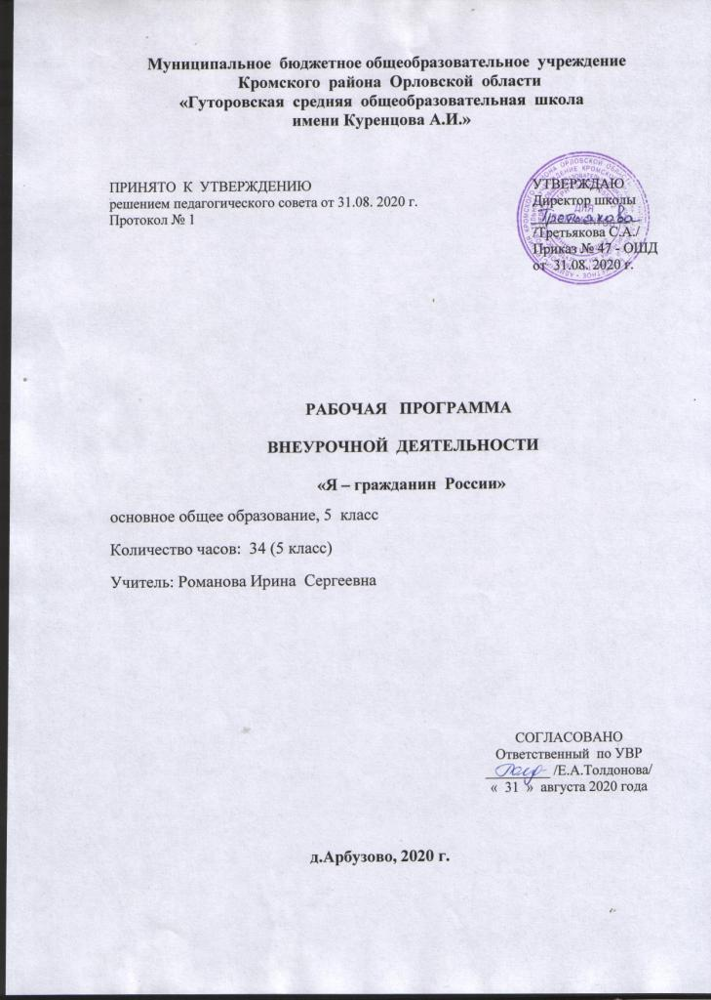 Муниципальное бюджетное общеобразовательное учреждение
Кромского района Орловской области
«Гуторовская средняя общеобразовательная школа
имени Куренцова А.И.»
ПРИНЯТО К УТВЕРЖДЕНИЮ
решением педагогического совета от 31.08. 2020 г.
Протокол № 1
УТВЕРЖДАЮ
Директор школы
Третьякова
/Третьякова С.А./
Приказ № 47 - ОШД
от 31.08. 2020 г.
РАБОЧАЯ ПРОГРАММА
ВНЕУРОЧНОЙ ДЕЯТЕЛЬНОСТИ
«Я – гражданин России»
основное общее образование, 5 класс
Количество часов: 34 (5 класс)
Учитель: Романова Ирина Сергеевна
СОГЛАСОВАНО
Ответственный по УВР
/Е.А.Толдонова/
« 31 » августа 2020 года
д.Арбузово, 2020 г.